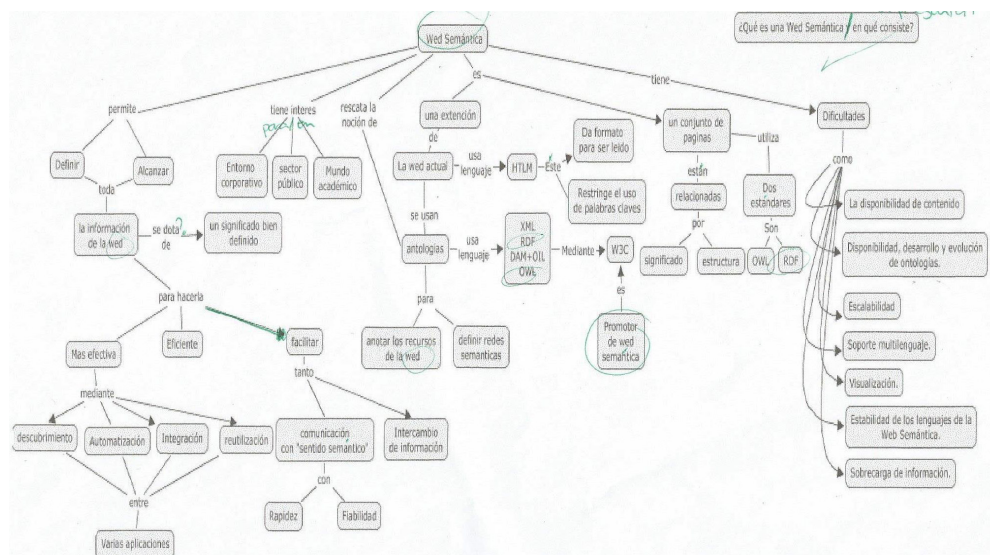 ¿Qué es una Wed Semántica y en qué consiste?
Wed Semántica
permite
tiene interes
para/en
rescata la
noción de
es
tiene
Definir
Alcanzar
toda
la información
de la wed
se dota
?
de
un significado bien
definido
para hacerla
Mas efectiva
Eficiente
facilitar
mediante
descubrimiento
Automatización
Integración
reutilización
entre
Varias aplicaciones
tanto
comunicación
con "sentido semántico"
Intercambio
de información
con
Rapidez
Fiabilidad
Entorno
corporativo
sector
público
Mundo
académico
una extención
de
La wed actual
usa
lenguaje
HTLM
Este
Da formato
para ser leido
Restringe el uso
de palabras claves
se usan
antologias
usa
lenguaje
XML
RDF
DAM+OIL
OWL
Mediante
W3C
es
Promotor
de wed
semantica
para
anotar los recursos
de la wed
definir redes
semanticas
un conjunto de
paginas
están
relacionadas
por
significado
estructura
utiliza
Dos
estándares
Son
OWL
RDF
Dificultades
como
La disponibilidad de contenido
Disponibilidad, desarrollo y evolución
de ontologías.
Escalabilidad
Soporte multilenguaje.
Visualización.
Estabilidad de los lenguajes de la
Web Semántica.
Sobrecarga de información.